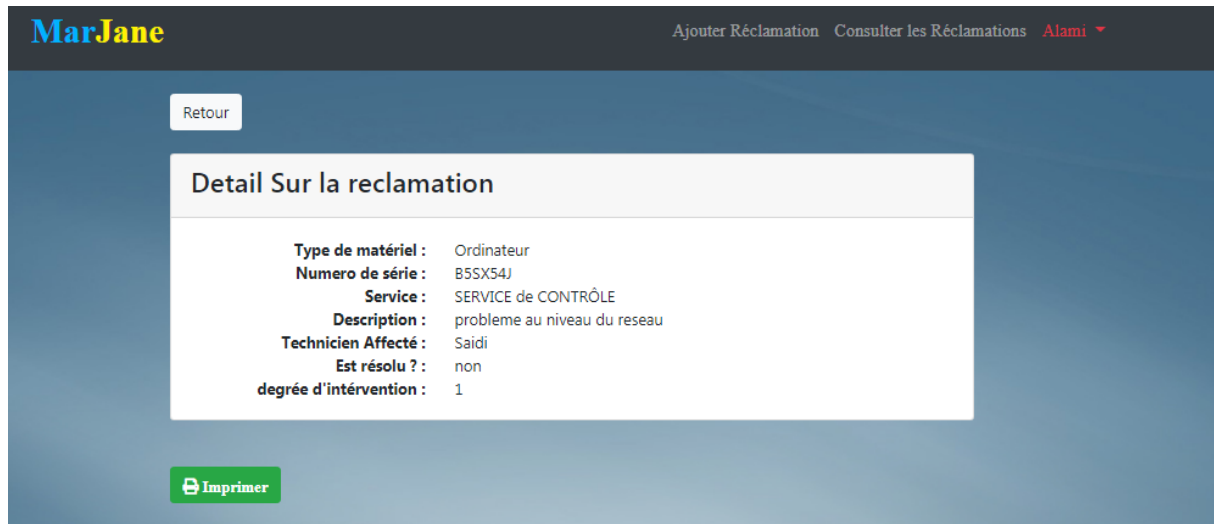 MarJane Ajouter Réclamation Consulter les Réclamations Alami
Retour
Detail Sur la reclamation
Type de matériel : Ordinateur
Numero de série : B5SX54J
Service : SERVICE de CONTRÔLE
Description : probleme au niveau du reseau
Technicien Affecté : Saidi
Est résolu ? : non
degrée d'intérvention : 1
Imprimer